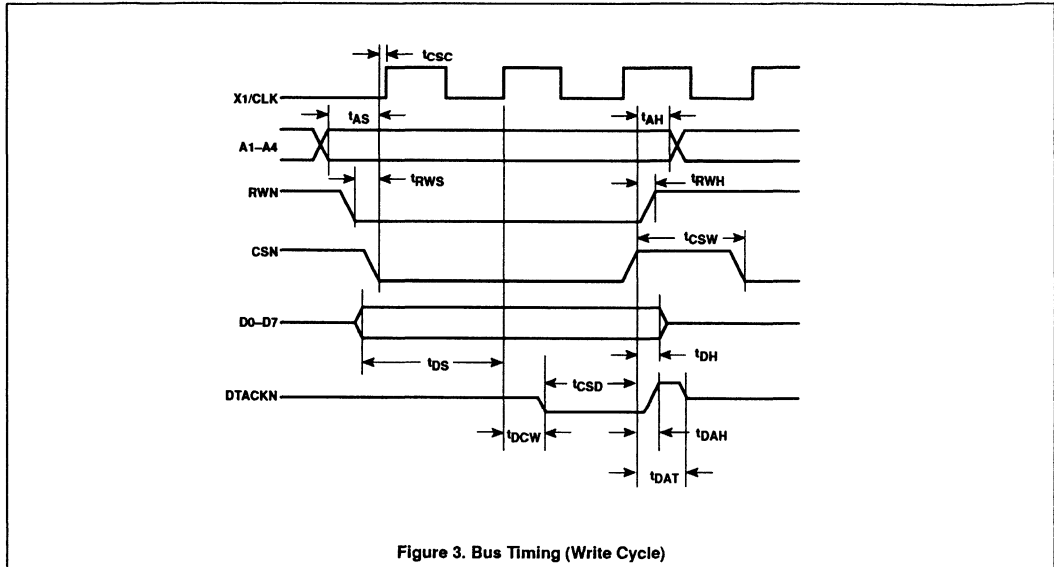 tCSC
X1/CLK
tAS
tAH
A1–A4
tRWS
tRWH
RWN
tCSW
CSN
D0–D7
tDS
tDH
tCSD
DTACKN
tDCW
tDAH
tDAT
Figure 3. Bus Timing (Write Cycle)